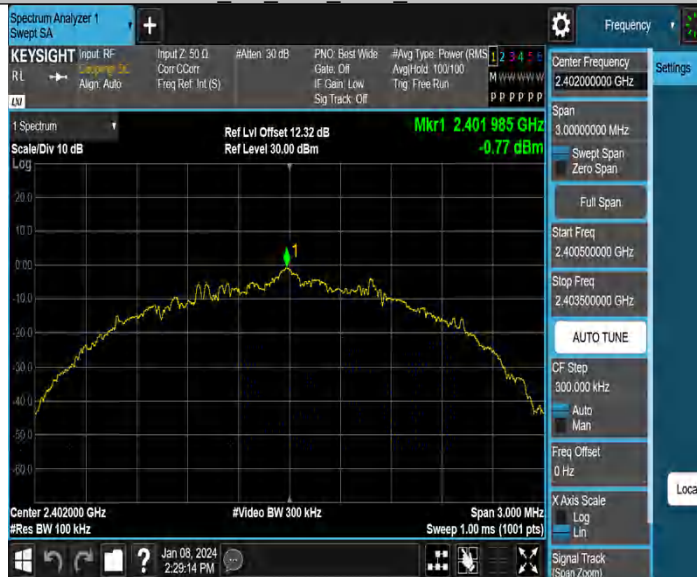 Spectrum Analyzer 1
Swept SA
Frequency
KEYSIGHT
RL
Input: RF
Coupling: DC
Align: Auto
Input Z: 50 Ω
Corr CCorr
Freq Ref: Int (S)
#Atten: 30 dB
PNO: Best Wide
Gate: Off
IF Gain: Low
Sig Track: Off
#Avg Type: Power (RMS
Avg|Hold: 100/100
Trig: Free Run
1 2 3 4 5 6
M W W W W W
P P P P P P
1 Spectrum
Scale/Div 10 dB
Log
Ref Lvl Offset 12.32 dB
Ref Level 30.00 dBm
Mkr1 2.401 985 GHz
-0.77 dBm
20.0
10.0
0.00
-10.0
-20.0
-30.0
-40.0
-50.0
-60.0
1
Center 2.402000 GHz
#Res BW 100 kHz
#Video BW 300 kHz
Span 3.000 MHz
Sweep 1.00 ms (1001 pts)
Jan 08, 2024
2:29:14 PM
Center Frequency
2.402000000 GHz
Settings
Span
3.00000000 MHz
Swept Span
Zero Span
Full Span
Start Freq
2.400500000 GHz
Stop Freq
2.403500000 GHz
AUTO TUNE
CF Step
300.000 kHz
Auto
Man
Freq Offset
0 Hz
X Axis Scale
Log
Lin
Loca
Signal Track
(Span Zoom)